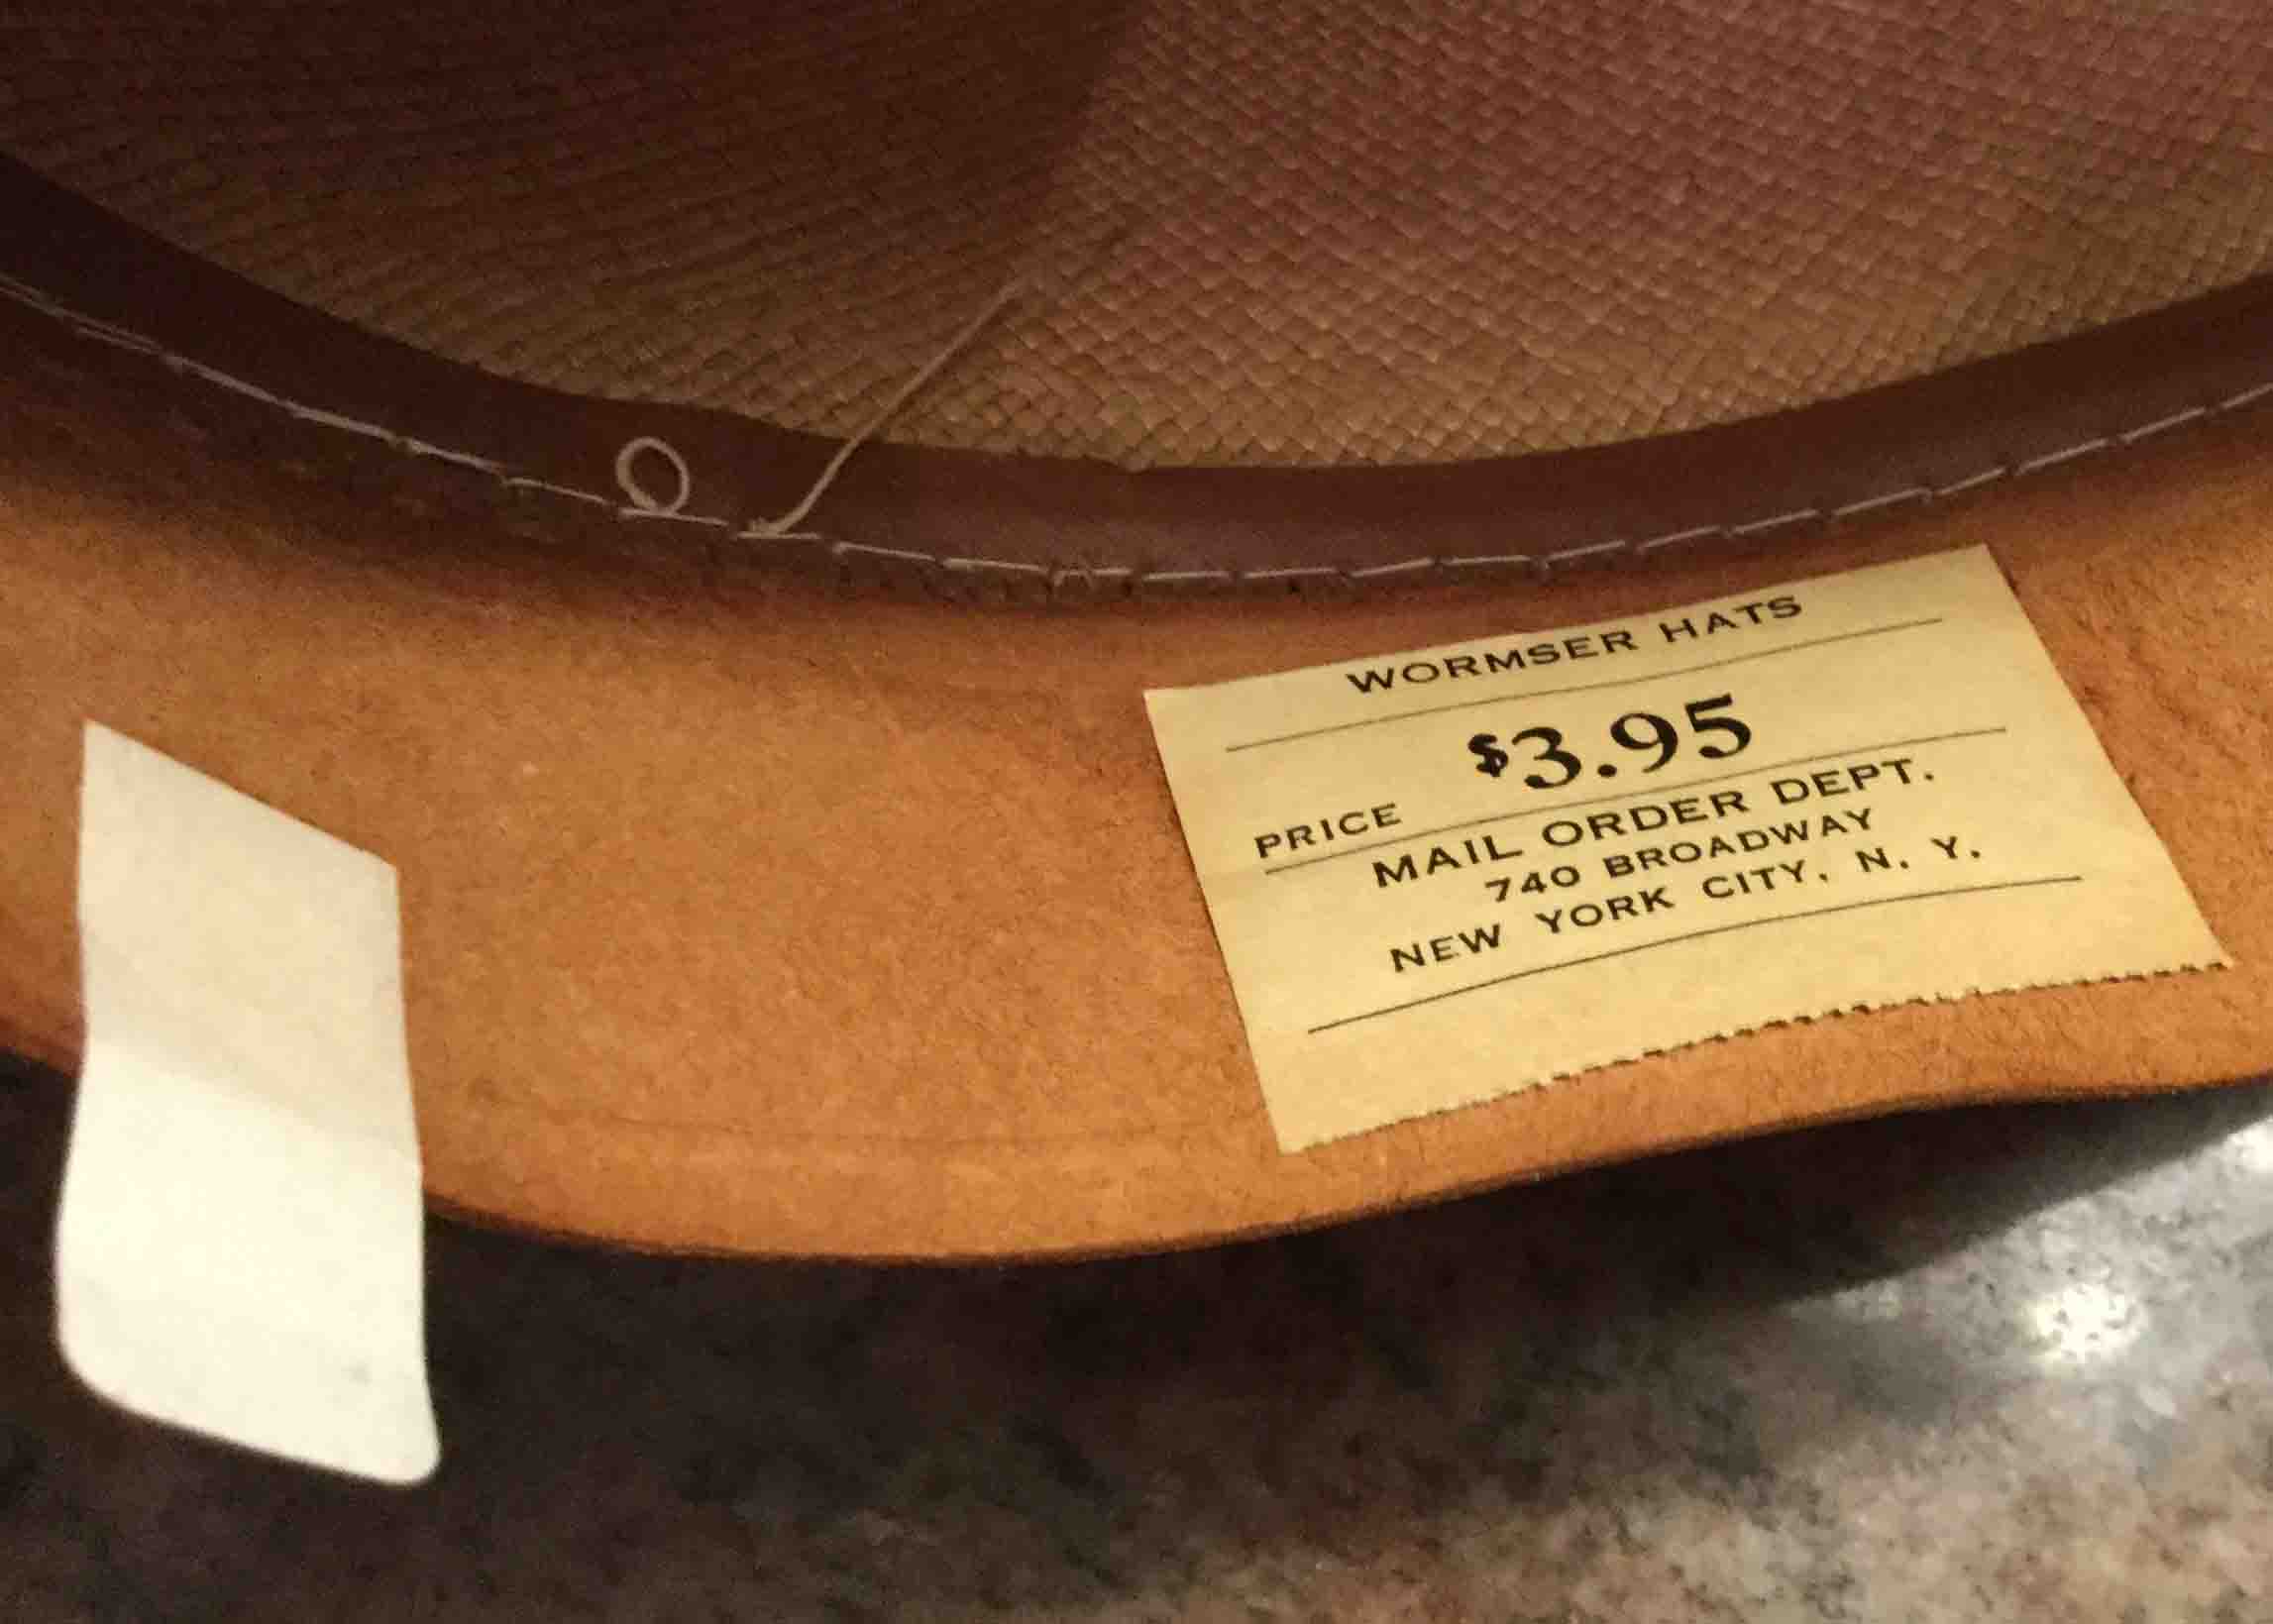 WORMSER HATS
PRICE $3.95
MAIL ORDER DEPT.
740 BROADWAY
NEW YORK CITY, N. Y.